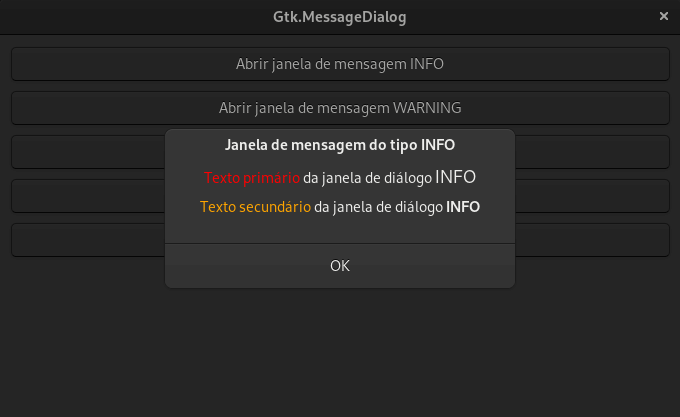 Gtk.MessageDialog
Abrir janela de mensagem INFO
Abrir janela de mensagem WARNING
Janela de mensagem do tipo INFO
Texto primário da janela de diálogo INFO
Texto secundário da janela de diálogo INFO
OK